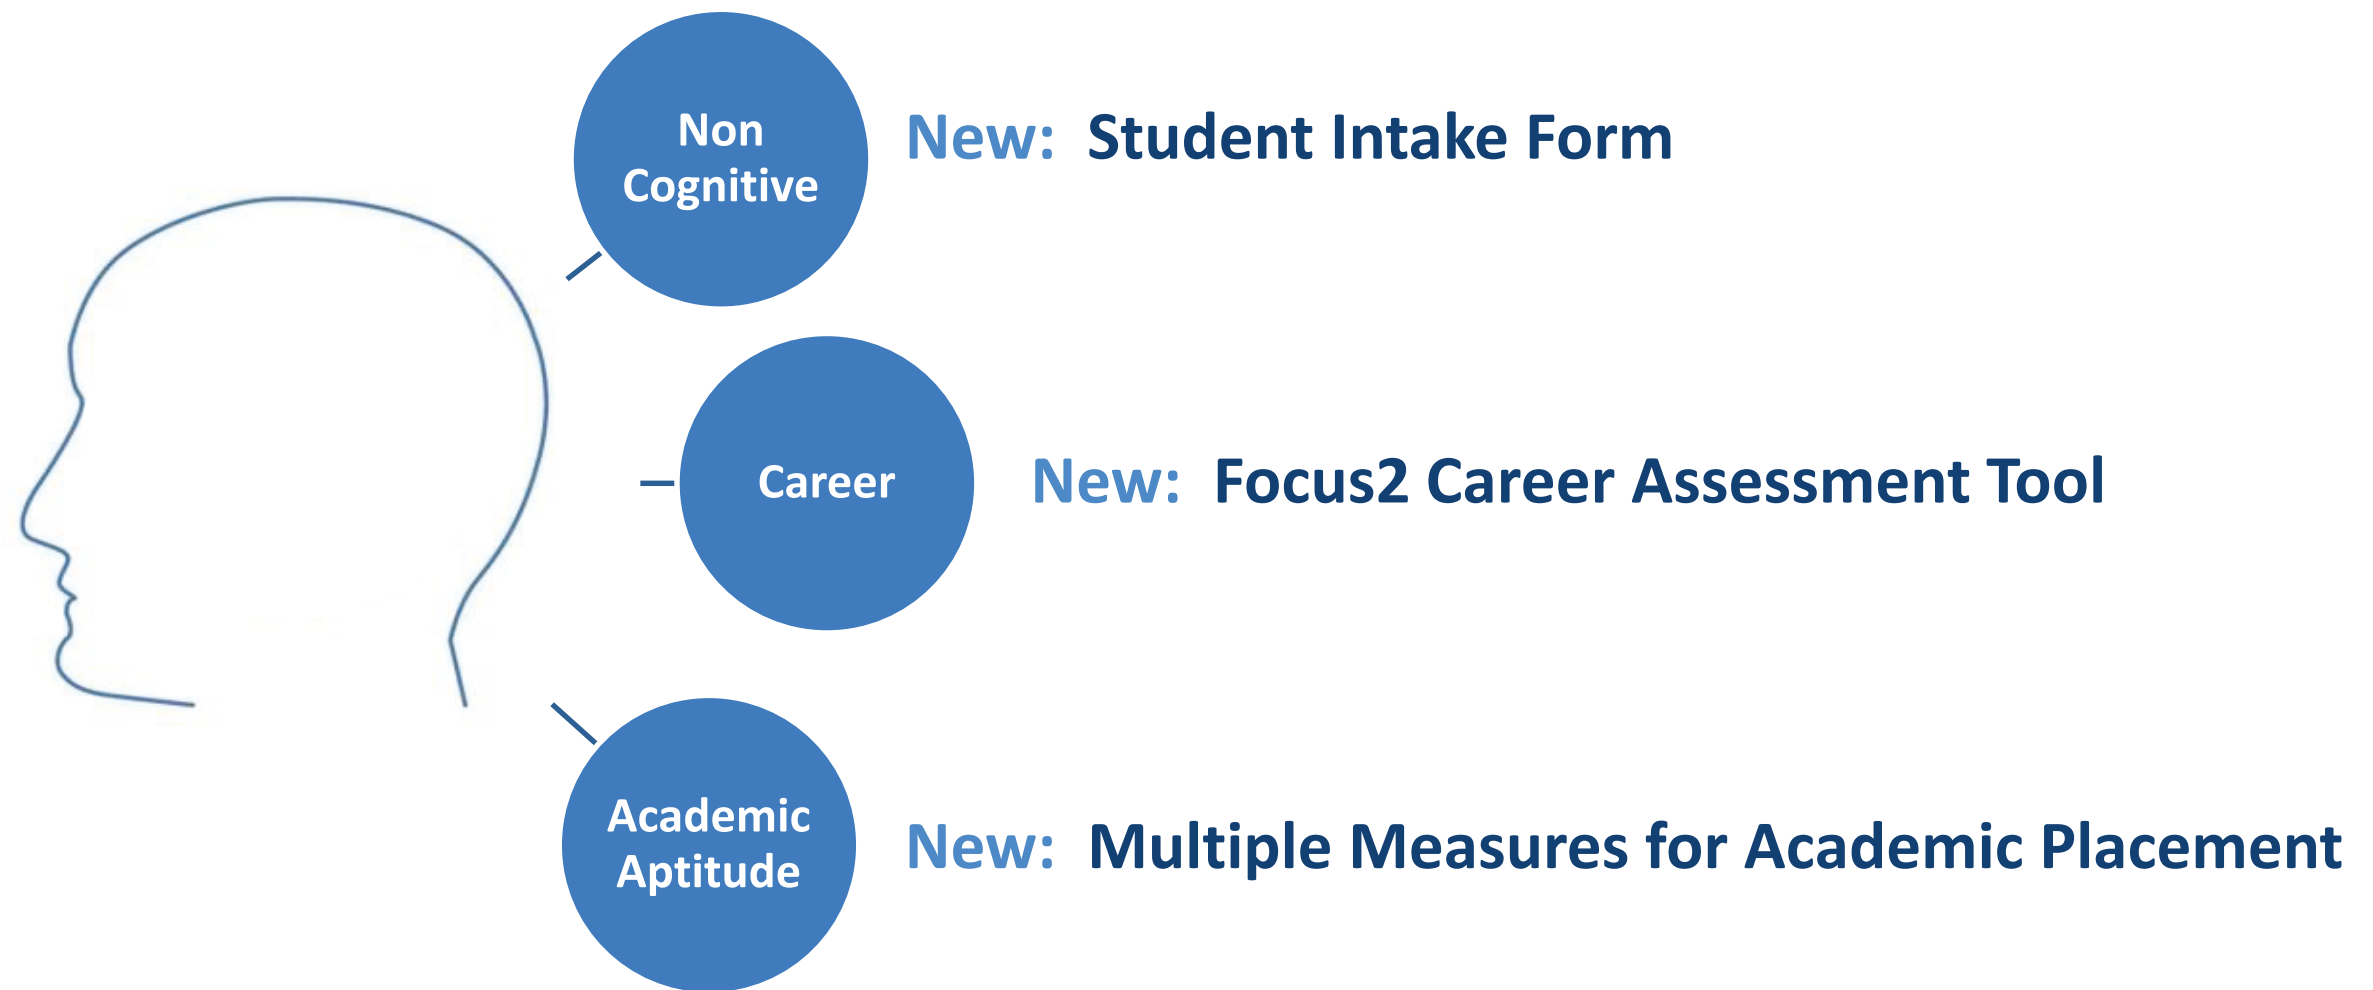 Non
Cognitive
New: Student Intake Form
Career
New: Focus2 Career Assessment Tool
Academic
Aptitude
New: Multiple Measures for Academic Placement